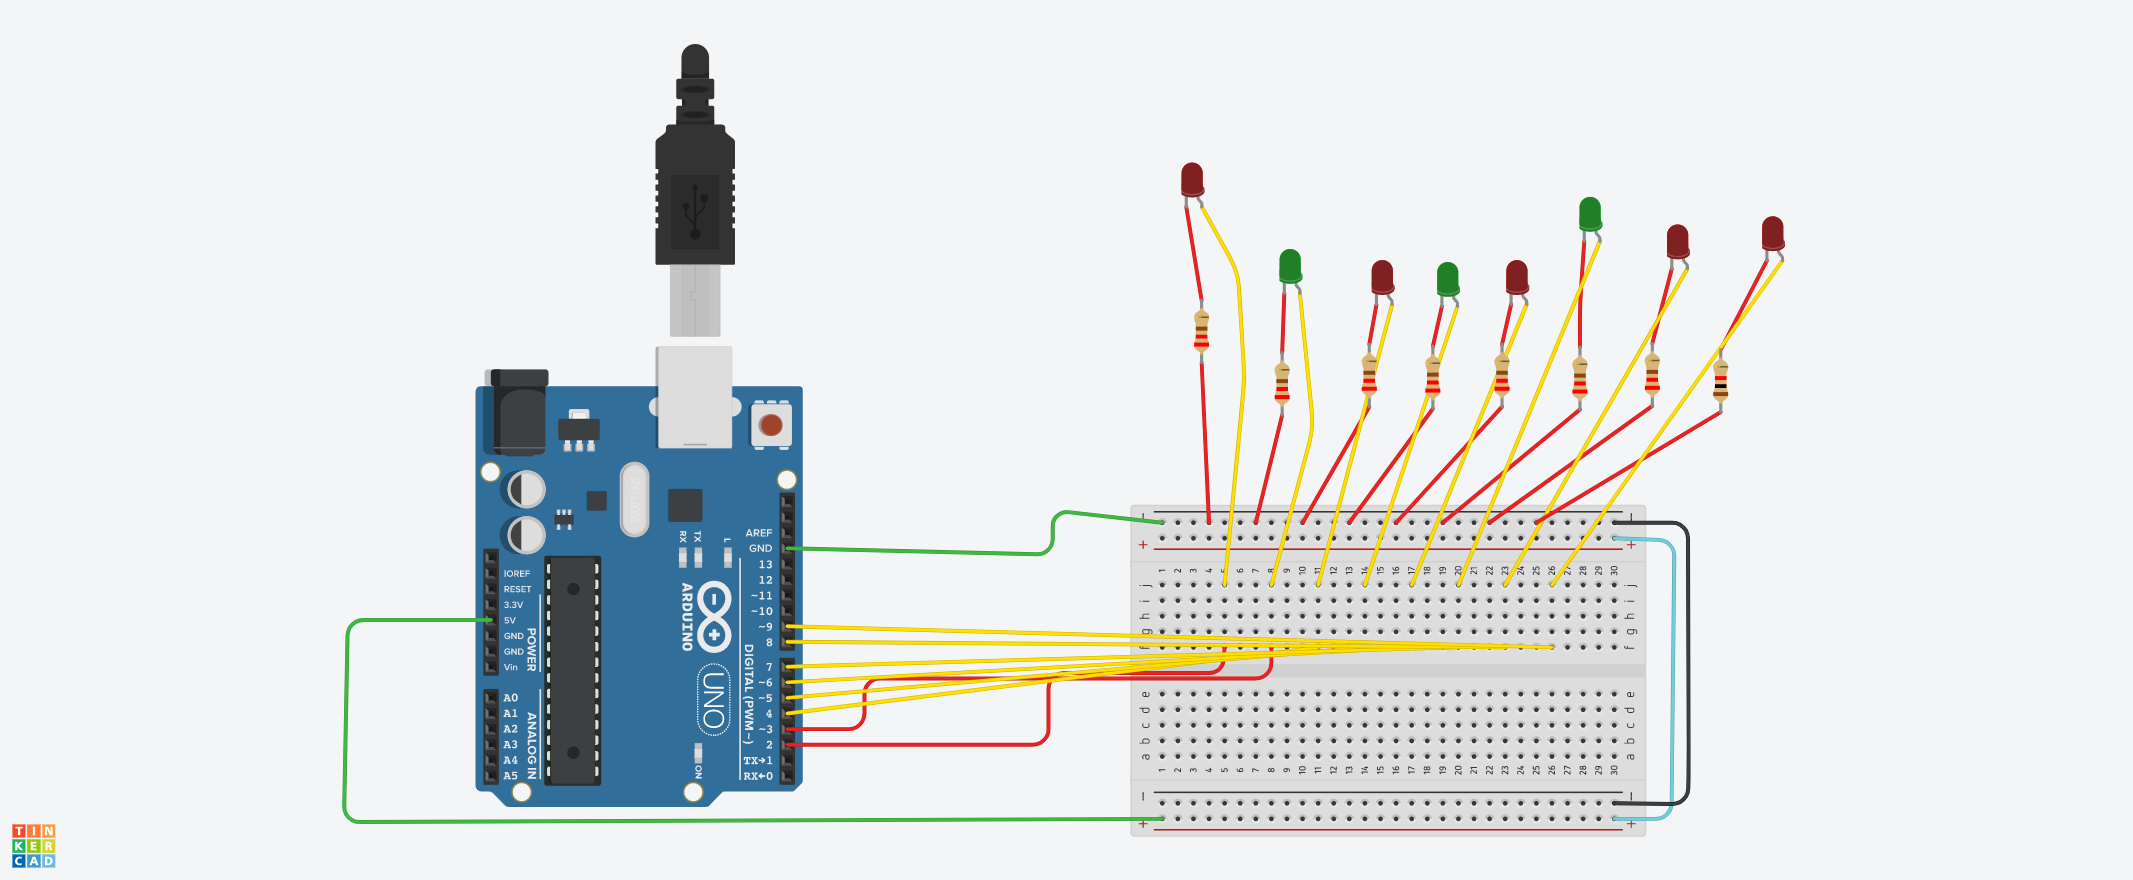 AREF
GND
13
12
~11
~10
~9
8
7
~6
~5
4
~3
2
TX→1
RX←0
DIGITAL (PWM~)
RX
TX
L
ARDUINO
UNO
ON
IOREF
RESET
3.3V
5V
GND
GND
Vin
POWER
A0
A1
A2
A3
A4
A5
ANALOG IN
- -
+ +
1 2 3 4 5 6 7 8 9 10 11 12 13 14 15 16 17 18 19 20 21 22 23 24 25 26 27 28 29 30
j j
i i
h h
g g
f f
e e
d d
c c
b b
a a
1 2 3 4 5 6 7 8 9 10 11 12 13 14 15 16 17 18 19 20 21 22 23 24 25 26 27 28 29 30
- -
+ +
TIN
KER
CAD